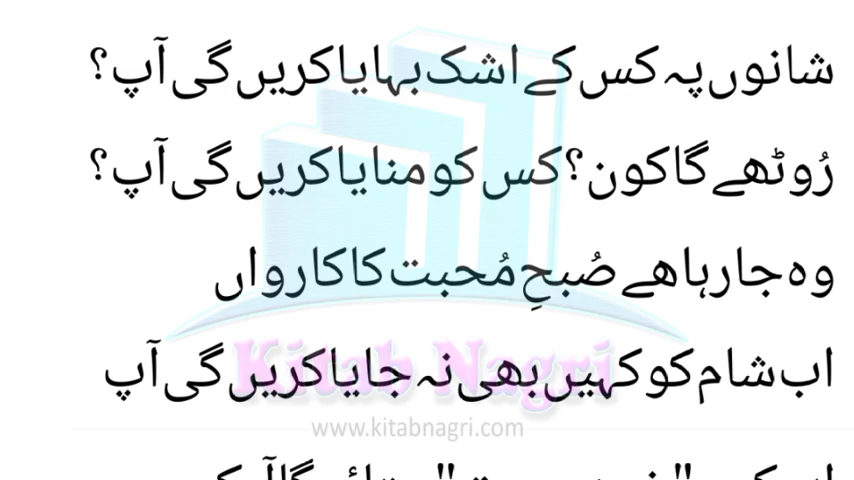 شانوں پہ کس کے اشک بہایا کریں گی آپ؟
رُوٹھے گا کون؟ کس کو منایا کریں گی آپ؟
وہ جا رہا ھے صُبحِ مُحبت کا کارواں
اب شام کو کہیں بھی نہ جایا کریں گی آپ
Kitab Nagri
www.kitabnagri.com